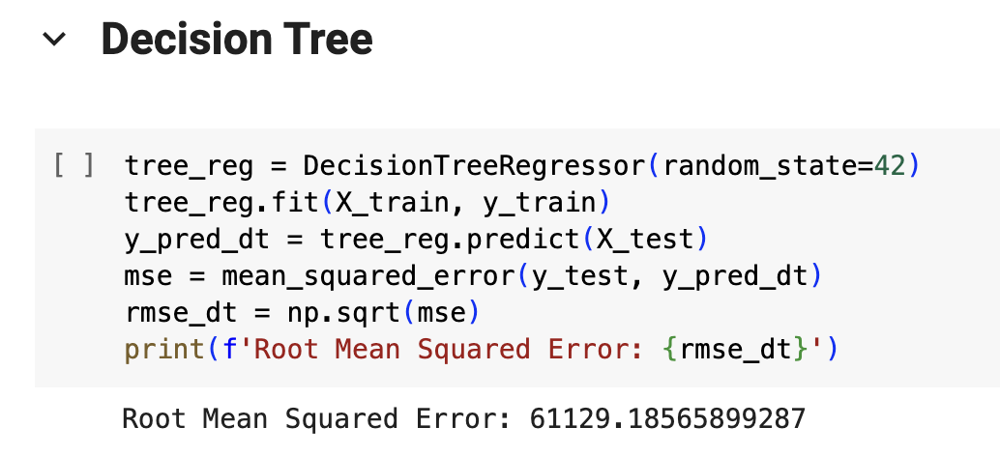 Decision Tree
[ ] tree_reg = DecisionTreeRegressor(random_state=42)
tree_reg.fit(X_train, y_train)
y_pred_dt = tree_reg.predict(X_test)
mse = mean_squared_error(y_test, y_pred_dt)
rmse_dt = np.sqrt(mse)
print(f'Root Mean Squared Error: {rmse_dt}')
Root Mean Squared Error: 61129.18565899287